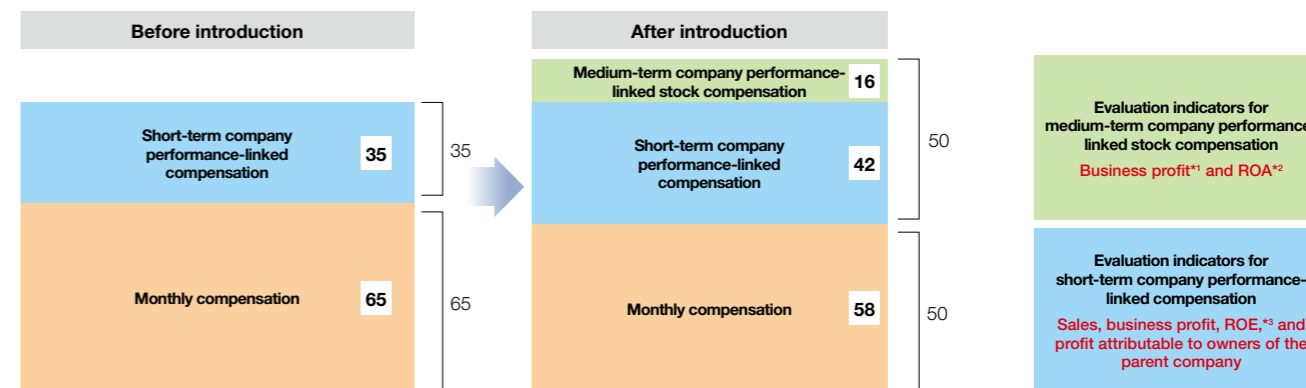 Before introduction
Short-term company
performance-linked
compensation
35
35
Monthly compensation
65
65
After introduction
Medium-term company performance-
linked stock compensation
16
Short-term company
performance-linked
compensation
42
50
Monthly compensation
58
50
Evaluation indicators for
medium-term company performance
linked stock compensation
Business profit*1 and ROA*2
Evaluation indicators for
short-term company performance-
linked compensation
Sales, business profit, ROE,*3 and
profit attributable to owners of the
parent company